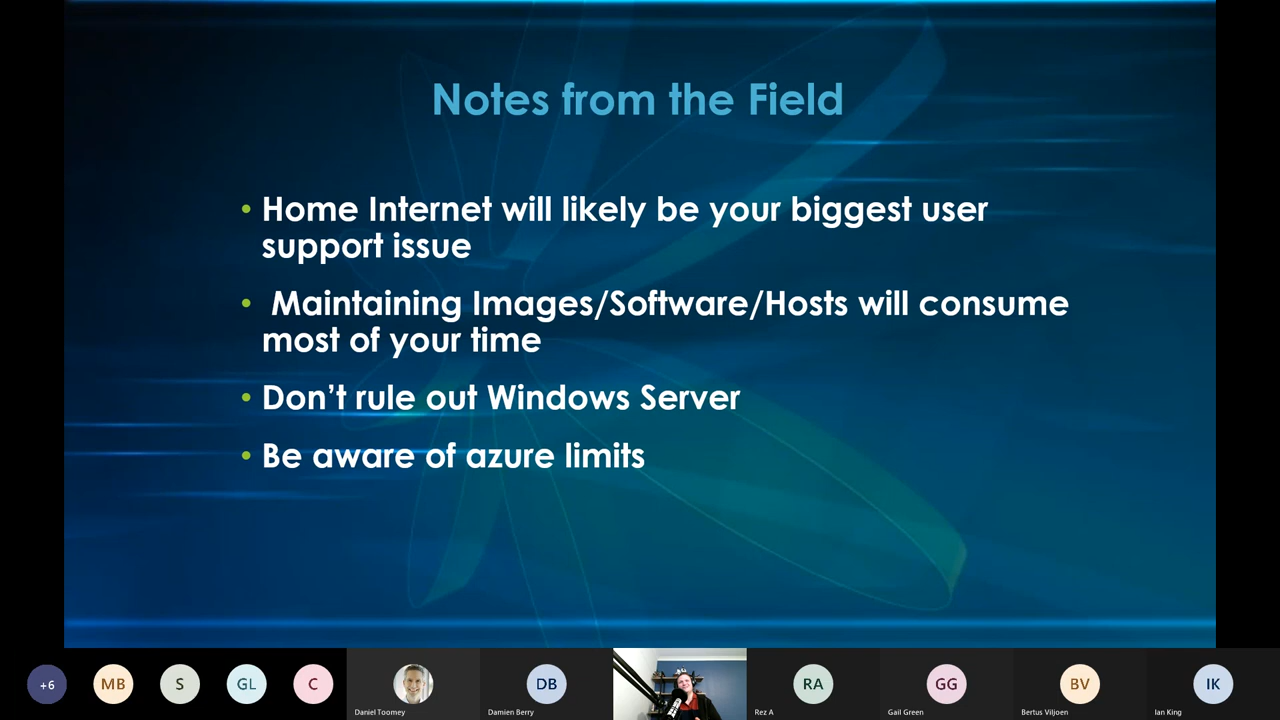 Notes from the Field
• Home Internet will likely be your biggest user
support issue
• Maintaining Images/Software/Hosts will consume
most of your time
• Don’t rule out Windows Server
• Be aware of azure limits
+6
MB
S
GL
C
DB
RA
GG
BV
IK
Daniel Toomey
Damien Berry
Rez A
Gail Green
Bertus Viljoen
Ian King